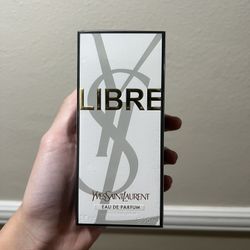 LIBRE
YVESSAINTLAURENT
EAU DE PARFUM